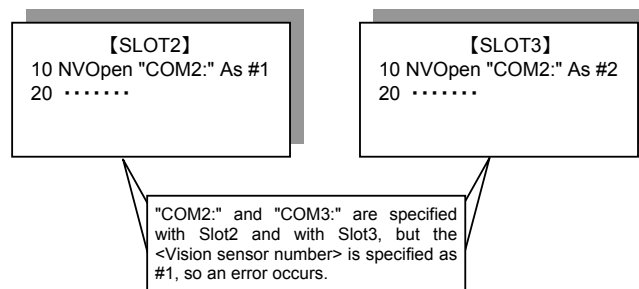 【SLOT2】
10 NVOpen "COM2:" As #1
20 ・・・・・・・
【SLOT3】
10 NVOpen "COM2:" As #2
20 ・・・・・・・
"COM2:" and "COM3:" are specified
with Slot2 and with Slot3, but the
<Vision sensor number> is specified as
#1, so an error occurs.